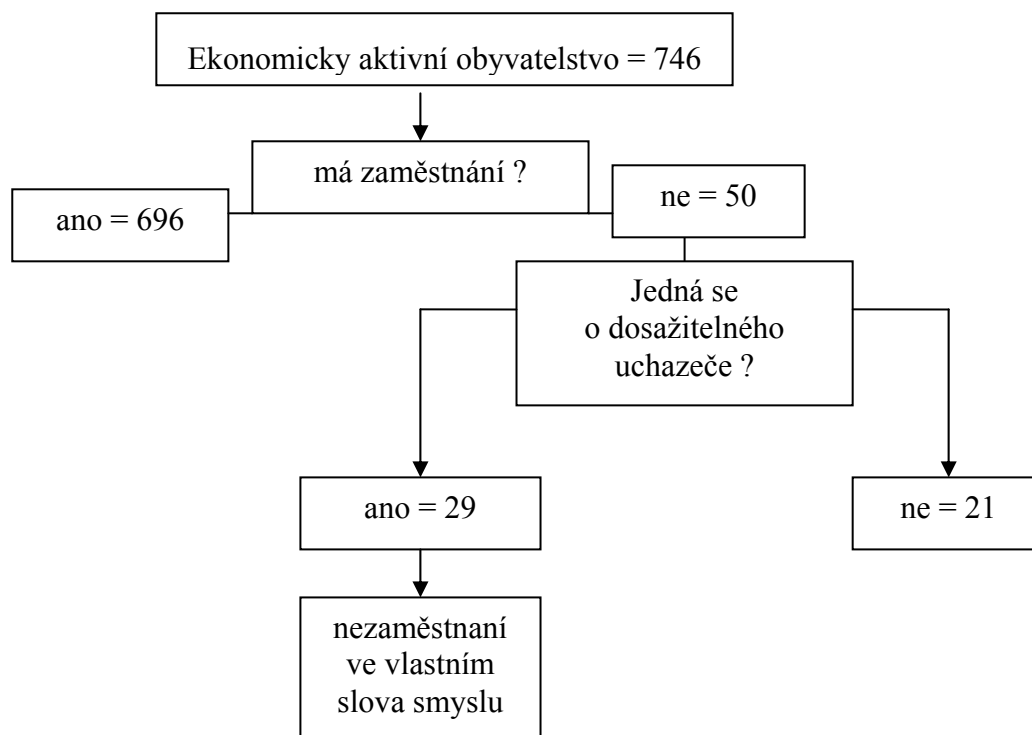 Ekonomicky aktivní obyvatelstvo = 746
má zaměstnání ?
ano = 696
ne = 50
Jedná se
o dosažitelného
uchazeče ?
ano = 29
ne = 21
nezaměstnaní
ve vlastním
slova smyslu